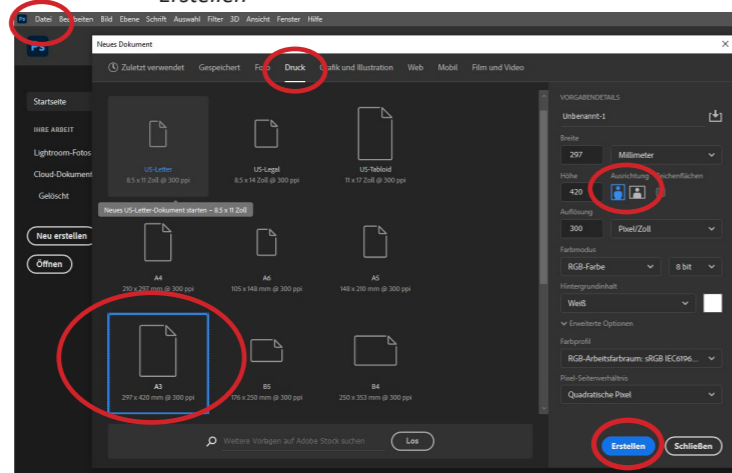 Erstellen
Ps Datei Bearbeiten Bild Ebene Schrift Auswahl Filter 3D Ansicht Fenster Hilfe
Ps
Neues Dokument
Zuletzt verwendet Gespeichert Foto Druck Grafik und Illustration Web Mobil Film und Video
Startseite
IHRE ARBEIT
Lightroom-Fotos
Cloud-Dokument
Gelöscht
Neu erstellen
Öffnen
US-Letter US-Legal US-Tabloid
8.5 x 11 Zoll @ 300 ppi 8.5 x 14 Zoll @ 300 ppi 11 x 17 Zoll @ 300 ppi
Neues US-Letter-Dokument starten – 8.5 x 11 Zoll
A4 A6 A5
210 x 297 mm @ 300 ppi 105 x 148 mm @ 300 ppi 148 x 210 mm @ 300 ppi
A3 B5 B4
297 x 420 mm @ 300 ppi 176 x 250 mm @ 300 ppi 250 x 353 mm @ 300 ppi
Weitere Vorlagen auf Adobe Stock suchen Los
VORGABENDETAILS
Unbenannt-1
Breite
297 Millimeter
Höhe Ausrichtung Zeichenflächen
420
Auflösung
300 Pixel/Zoll
Farbmodus
RGB-Farbe 8 bit
Hintergrundinhalt
Weiß
Erweiterte Optionen
Farbprofil
RGB-Arbeitsfarbraum: sRGB IEC6196...
Pixel-Seitenverhältnis
Quadratische Pixel
Erstellen Schließen